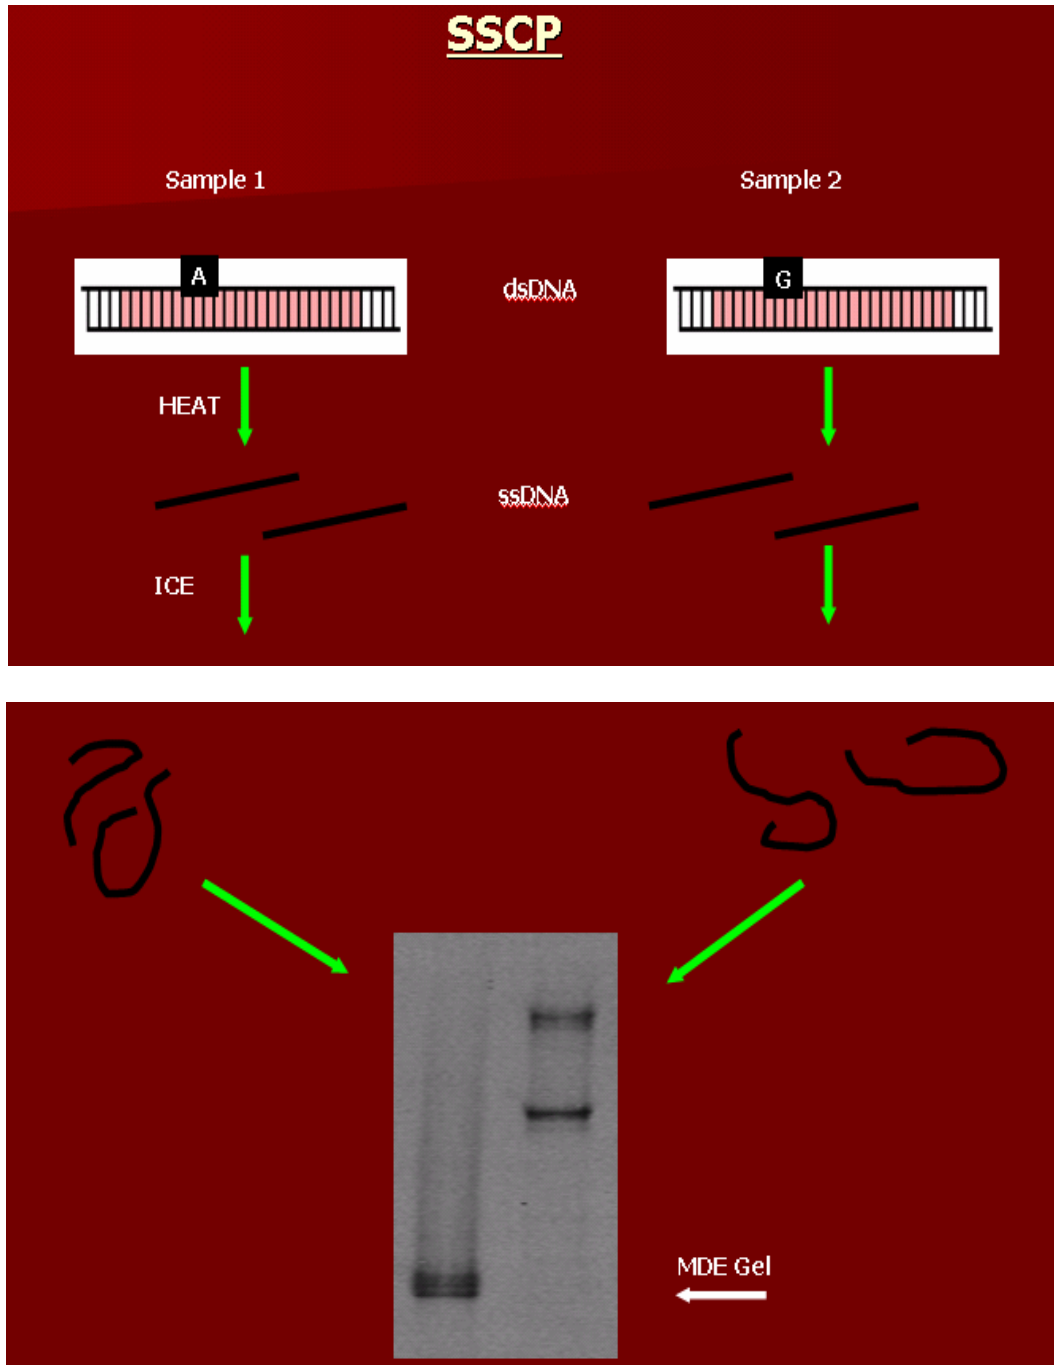 SSCP
Sample 1
Sample 2
A
dsDNA
G
HEAT
ssDNA
ICE
MDE Gel